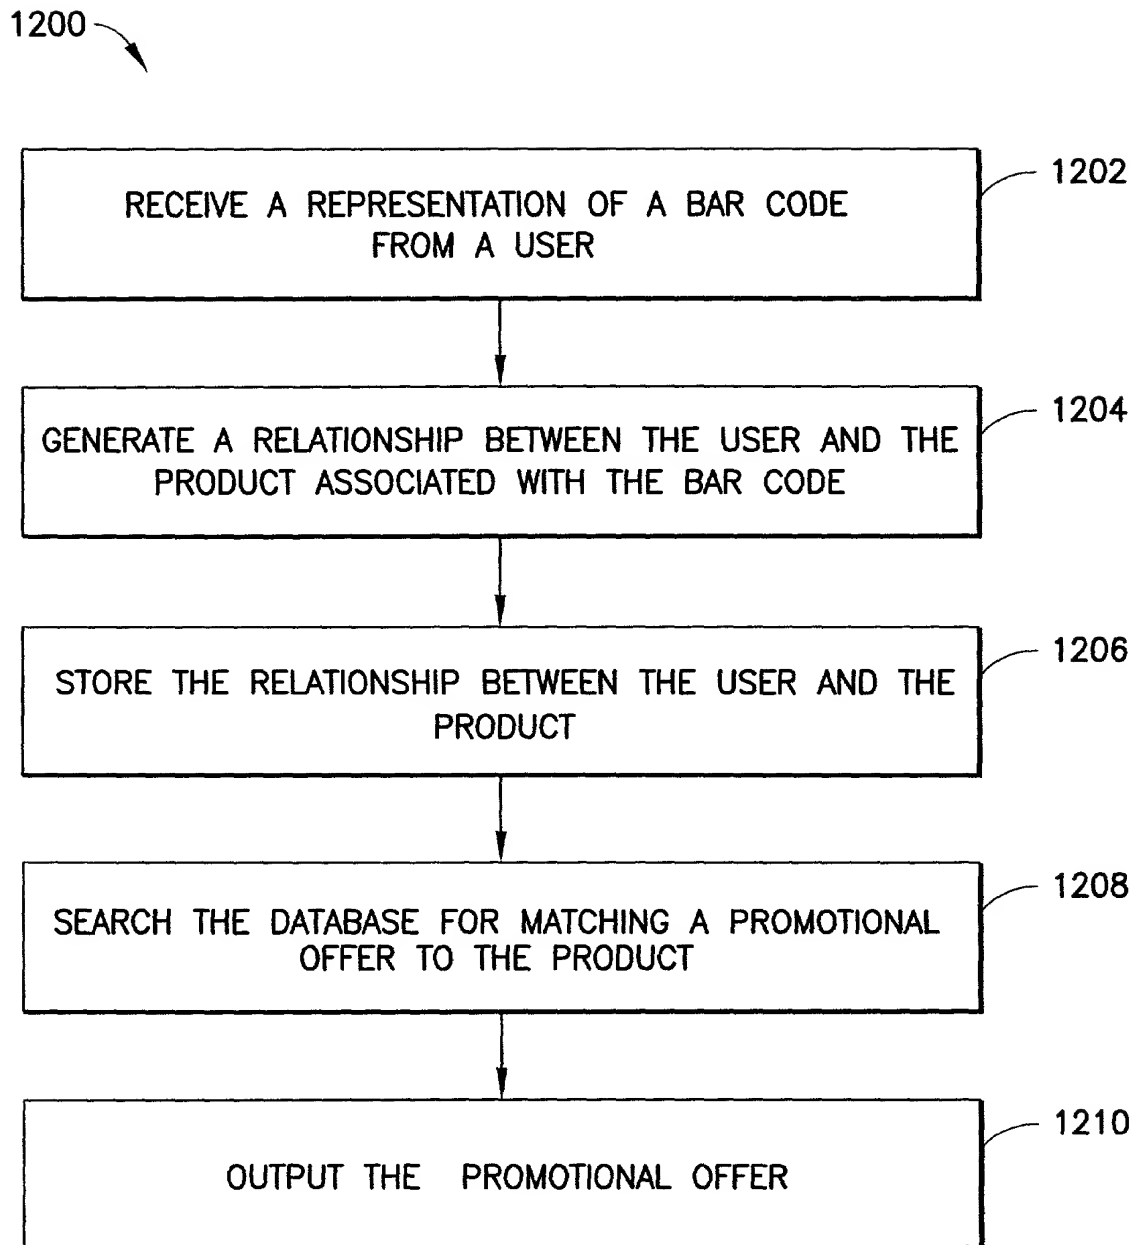 1200
RECEIVE A REPRESENTATION OF A BAR CODE
FROM A USER
1202
GENERATE A RELATIONSHIP BETWEEN THE USER AND THE
PRODUCT ASSOCIATED WITH THE BAR CODE
1204
STORE THE RELATIONSHIP BETWEEN THE USER AND THE
PRODUCT
1206
SEARCH THE DATABASE FOR MATCHING A PROMOTIONAL
OFFER TO THE PRODUCT
1208
OUTPUT THE PROMOTIONAL OFFER
1210